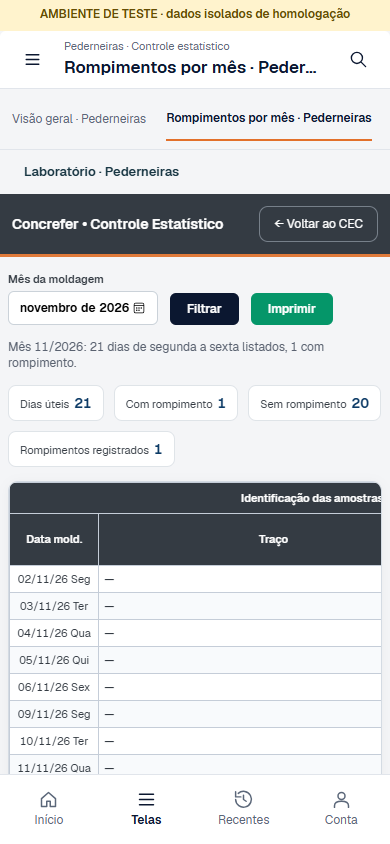 AMBIENTE DE TESTE · dados isolados de homologação
Pederneiras · Controle estatístico
Rompimentos por mês · Peder...
Visão geral · Pederneiras
Rompimentos por mês · Pederneiras
Laboratório · Pederneiras
Concrefer • Controle Estatístico
← Voltar ao CEC
Mês da moldagem
novembro de 2026
Filtrar
Imprimir
Mês 11/2026: 21 dias de segunda a sexta listados, 1 com
rompimento.
Dias úteis 21
Com rompimento 1
Sem rompimento 20
Rompimentos registrados 1
Identificação das amostras
Data mold.
Traço
02/11/26 Seg —
03/11/26 Ter —
04/11/26 Qua —
05/11/26 Qui —
06/11/26 Sex —
09/11/26 Seg —
10/11/26 Ter —
11/11/26 Qua —
Início
Telas
Recentes
Conta